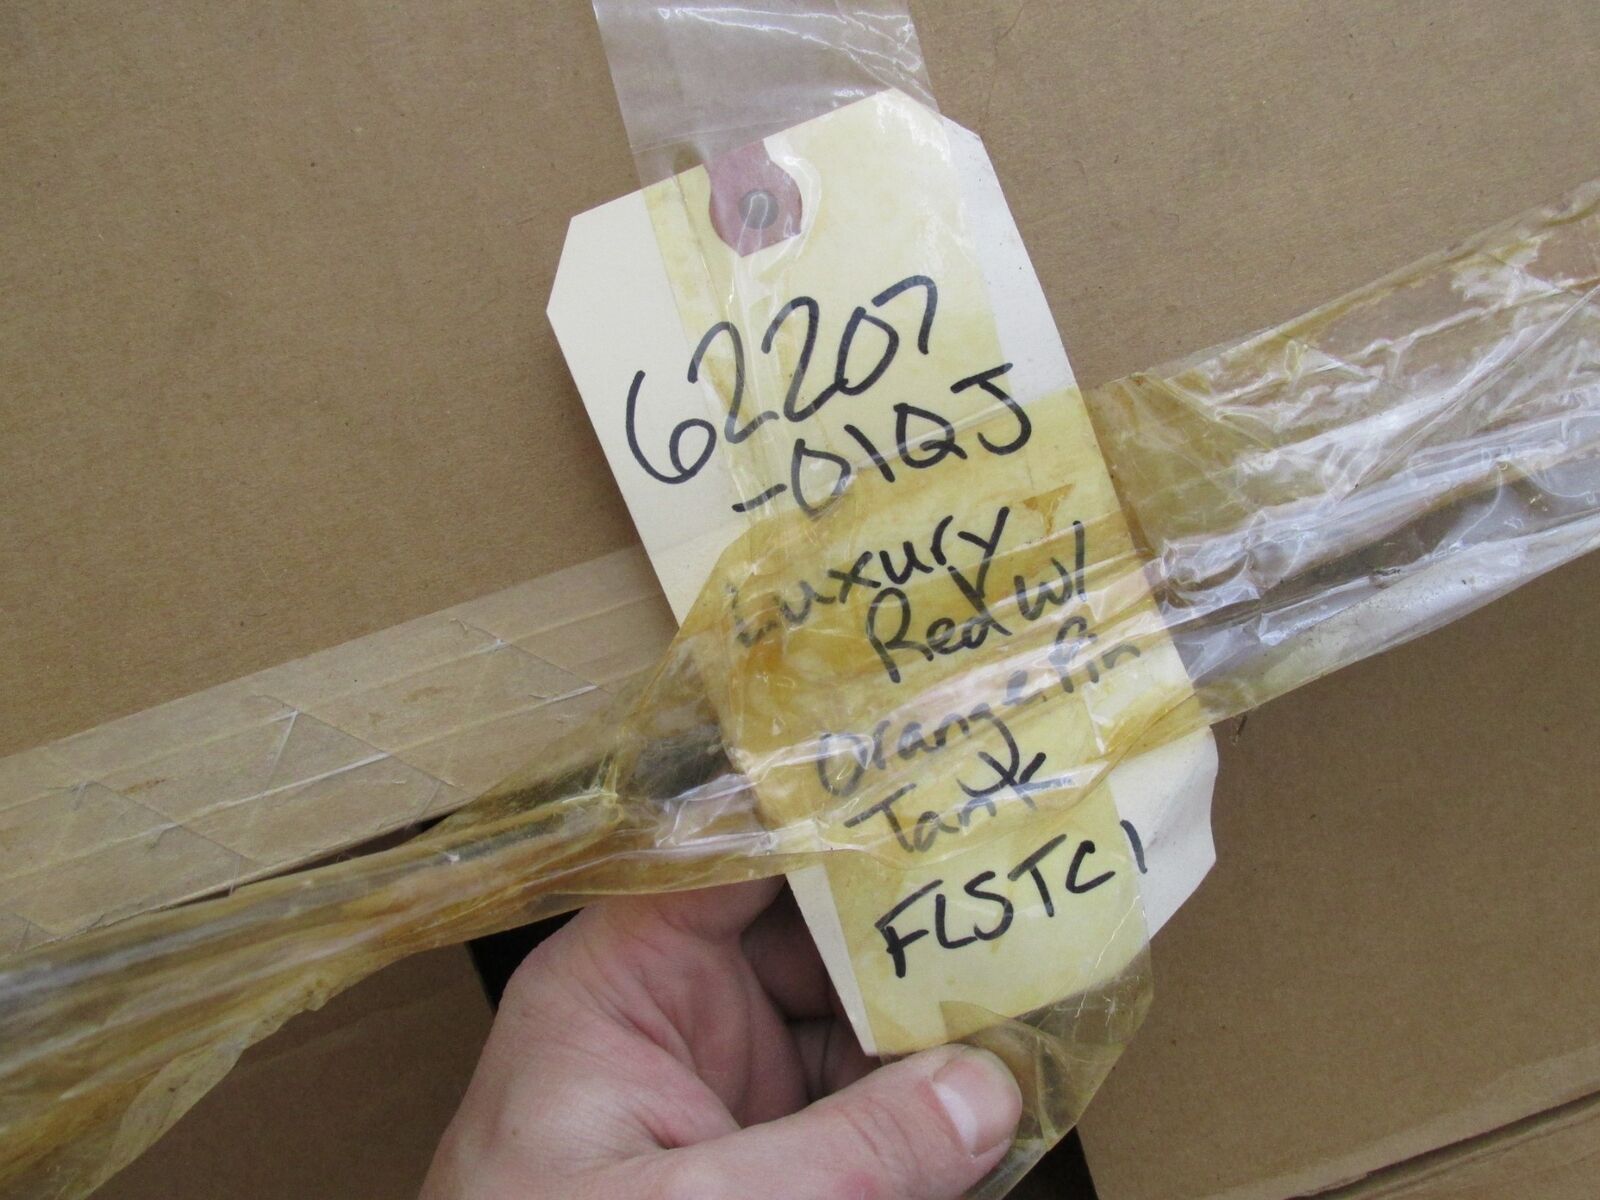 62207
-01QJ
Luxury
Red w/
Orange Pin
Tank
FLSTC1